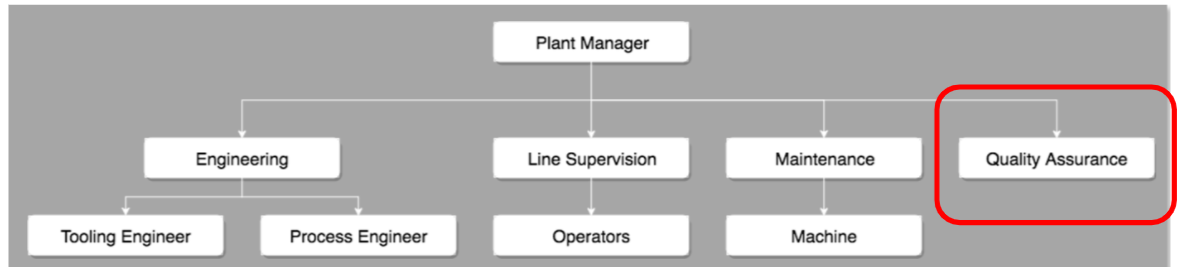 Plant Manager
Engineering
Line Supervision
Maintenance
Quality Assurance
Tooling Engineer
Process Engineer
Operators
Machine